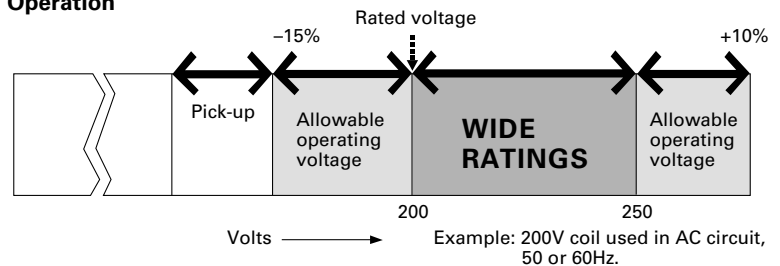 Operation
Rated voltage
–15%
+10%
Pick-up
Allowable
operating
voltage
WIDE
RATINGS
Allowable
operating
voltage
200
250
Volts
Example: 200V coil used in AC circuit,
50 or 60Hz.